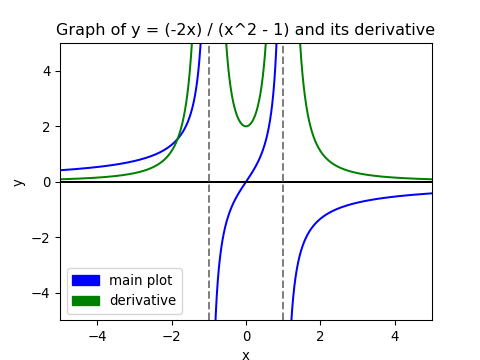 Graph of y = (-2x) / (x^2 - 1) and its derivative
4
2
0
−2
−4
y
main plot
derivative
−4
−2
0
2
4
x